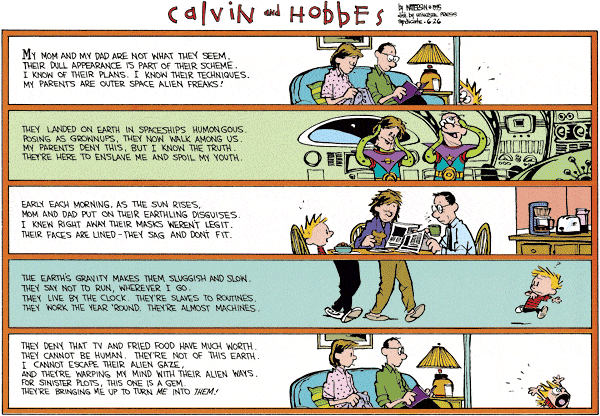 calvin and HobbEs
by WATTERSON
6-26
MY MOM AND MY DAD ARE NOT WHAT THEY SEEM.
THEIR DULL APPEARANCE IS PART OF THEIR SCHEME.
I KNOW OF THEIR PLANS. I KNOW THEIR TECHNIQUES.
MY PARENTS ARE OUTER SPACE ALIEN FREAKS!
THEY LANDED ON EARTH IN SPACESHIPS HUMONGOUS.
POSING AS GROWNUPS, THEY NOW WALK AMONG US.
MY PARENTS DENY THIS, BUT I KNOW THE TRUTH.
THEY'RE HERE TO ENSLAVE ME AND SPOIL MY YOUTH.
EARLY EACH MORNING, AS THE SUN RISES,
MOM AND DAD PUT ON THEIR EARTHLING DISGUISES.
I KNEW RIGHT AWAY THEIR MASKS WEREN'T LEGIT.
THEIR FACES ARE LINED - THEY SAG AND DON'T FIT.
THE EARTH'S GRAVITY MAKES THEM SLUGGISH AND SLOW.
THEY SAY NOT TO RUN, WHEREVER I GO.
THEY LIVE BY THE CLOCK. THEY'RE SLAVES TO ROUTINES.
THEY WORK THE YEAR 'ROUND. THEY'RE ALMOST MACHINES.
THEY DENY THAT TV AND FRIED FOOD HAVE MUCH WORTH.
THEY CANNOT BE HUMAN. THEY'RE NOT OF THIS EARTH.
I CANNOT ESCAPE THEIR ALIEN GAZE,
AND THEY'RE WARPING MY MIND WITH THEIR ALIEN WAYS.
FOR SINISTER PLOTS, THIS ONE IS A GEM.
THEY'RE BRINGING ME UP TO TURN ME INTO THEM!